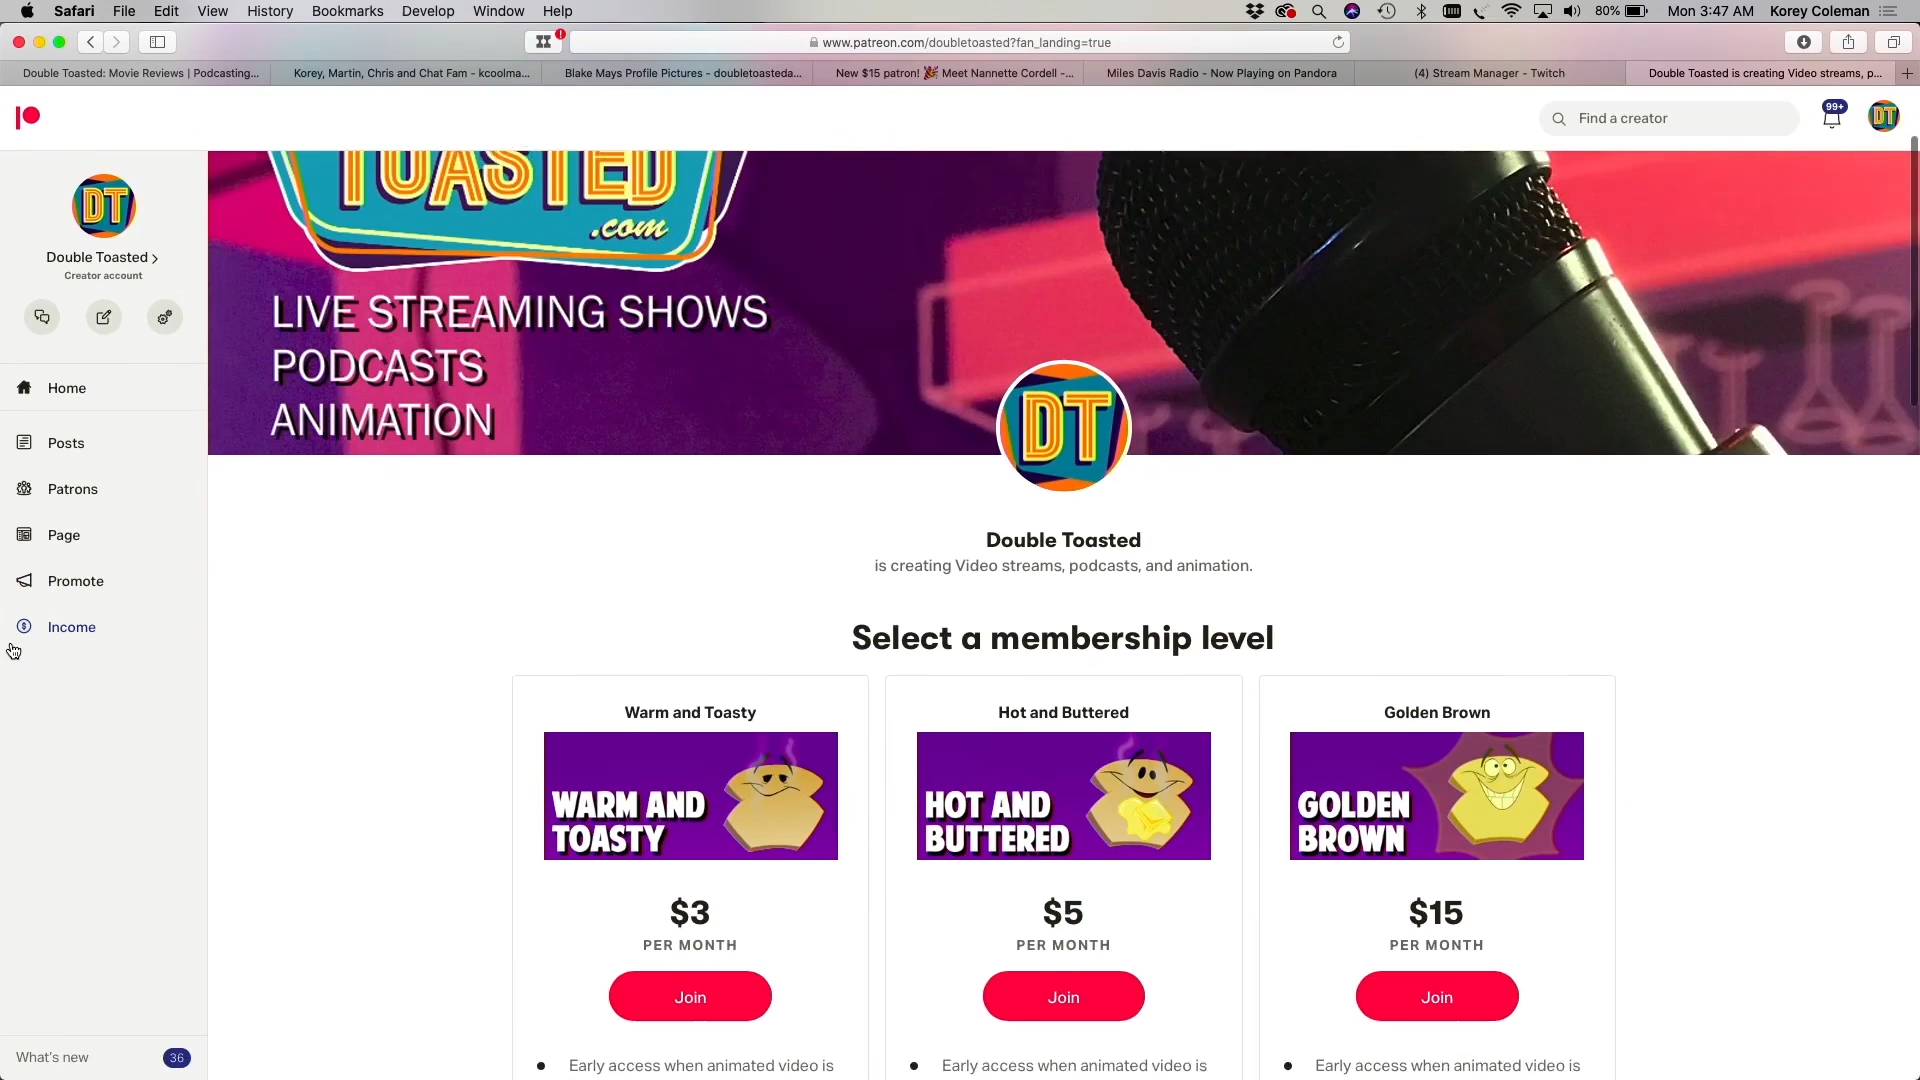 Safari File Edit View History Bookmarks Develop Window Help 80% Mon 3:47 AM Korey Coleman
www.patreon.com/doubletoasted?fan_landing=true
Double Toasted: Movie Reviews | Podcasting... Korey, Martin, Chris and Chat Fam - kcoolma... Blake Mays Profile Pictures - doubletoasteda... New $15 patron! 🎉 Meet Nannette Cordell -... Miles Davis Radio - Now Playing on Pandora (4) Stream Manager - Twitch Double Toasted is creating Video streams, p...
Find a creator 99+ DT
DT
Double Toasted
Creator account
Home
Posts
Patrons
Page
Promote
Income
What's new 36
TOASTED
.com
LIVE STREAMING SHOWS
PODCASTS
ANIMATION
DT
Double Toasted
is creating Video streams, podcasts, and animation.
Select a membership level
Warm and Toasty
WARM AND
TOASTY
$3
PER MONTH
Join
• Early access when animated video is
Hot and Buttered
HOT AND
BUTTERED
$5
PER MONTH
Join
• Early access when animated video is
Golden Brown
GOLDEN
BROWN
$15
PER MONTH
Join
• Early access when animated video is